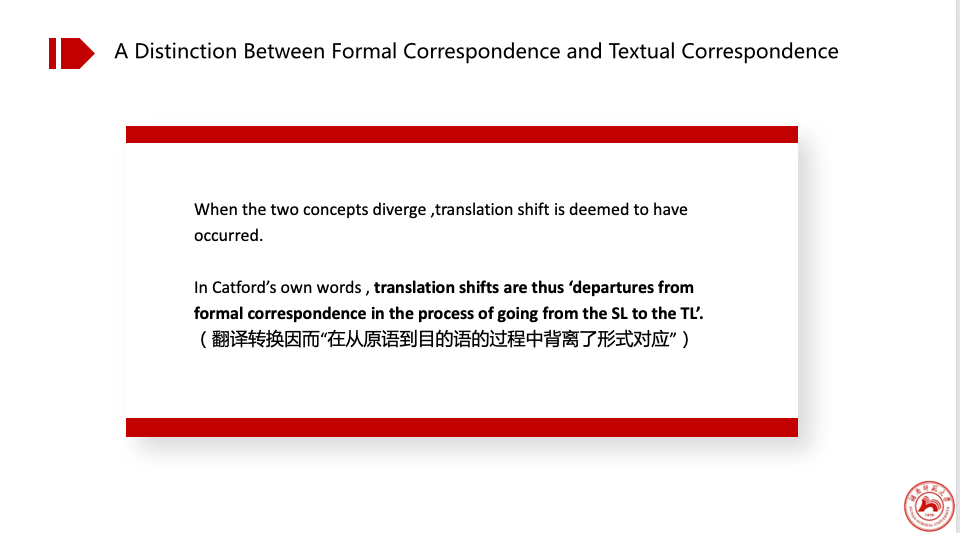 A Distinction Between Formal Correspondence and Textual Correspondence
When the two concepts diverge ,translation shift is deemed to have
occurred.
In Catford’s own words , translation shifts are thus ‘departures from
formal correspondence in the process of going from the SL to the TL’.
（翻译转换因而“在从原语到目的语的过程中背离了形式对应”）